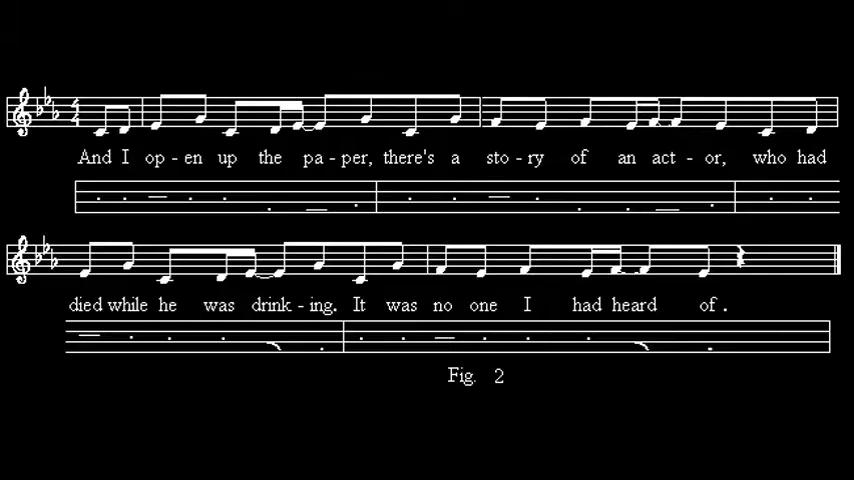 And I op - en up the pa - per, there's a sto - ry of an act - or, who had
died while he was drink - ing. It was no one I had heard of .
Fig. 2